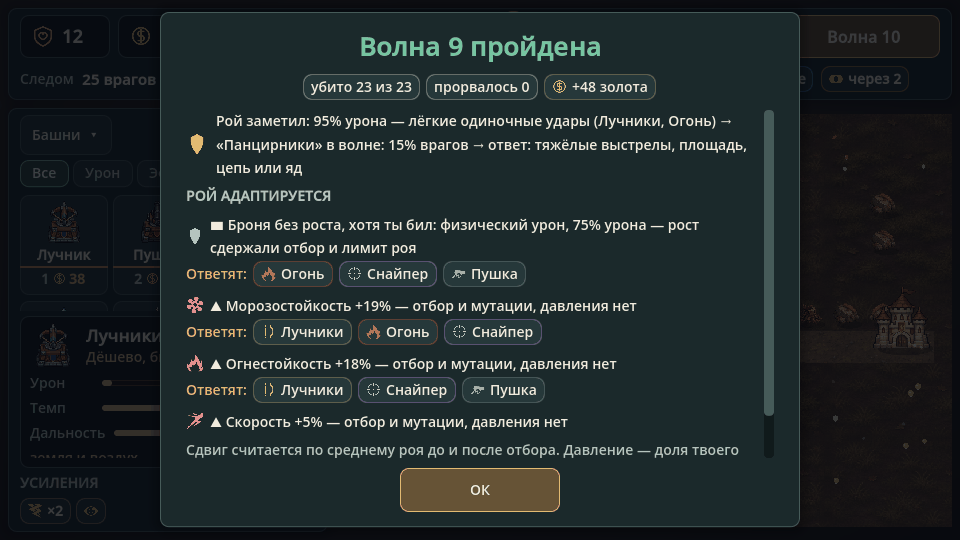 Волна 9 пройдена
12
Волна 10
Следом 25 врагов
через 2
убито 23 из 23
прорвалось 0
+48 золота
Рой заметил: 95% урона — лёгкие одиночные удары (Лучники, Огонь) →
«Панцирники» в волне: 15% врагов → ответ: тяжёлые выстрелы, площадь,
цепь или яд
РОЙ АДАПТИРУЕТСЯ
Броня без роста, хотя ты бил: физический урон, 75% урона — рост
сдержали отбор и лимит роя
Ответят: Огонь Снайпер Пушка
▲ Морозостойкость +19% — отбор и мутации, давления нет
Ответят: Лучники Огонь Снайпер
▲ Огнестойкость +18% — отбор и мутации, давления нет
Ответят: Лучники Снайпер Пушка
▲ Скорость +5% — отбор и мутации, давления нет
Сдвиг считается по среднему роя до и после отбора. Давление — доля твоего
ОК
Башни
Все
Урон
Лучник
1 38
2
Лучники
Дёшево,
Урон
Темп
Дальность
УСИЛЕНИЯ
×2